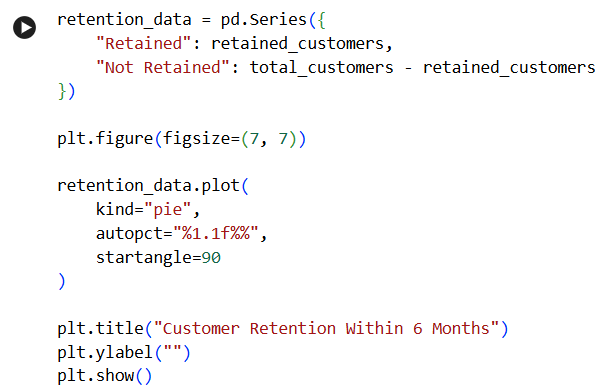 retention_data = pd.Series({
    "Retained": retained_customers,
    "Not Retained": total_customers - retained_customers
})

plt.figure(figsize=(7, 7))

retention_data.plot(
    kind="pie",
    autopct="%1.1f%%",
    startangle=90
)

plt.title("Customer Retention Within 6 Months")
plt.ylabel("")
plt.show()